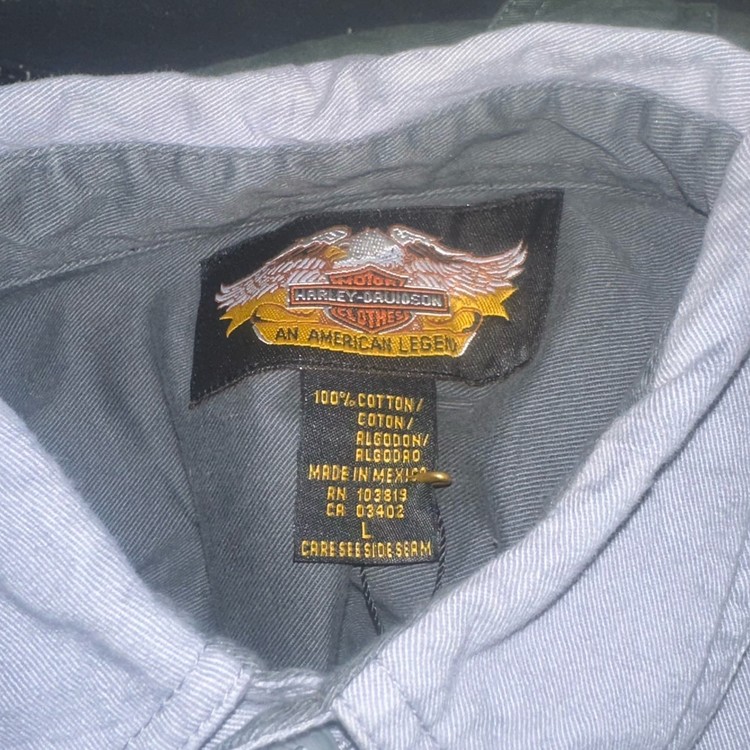 MOTOR
HARLEY-DAVIDSON
CLOTHES
AN AMERICAN LEGEND
100% COTTON/
COTON/
ALGODON/
ALGODAO
MADE IN MEXICO
RN 103819
CA 03402
L
CARE SEE SIDE SEAM